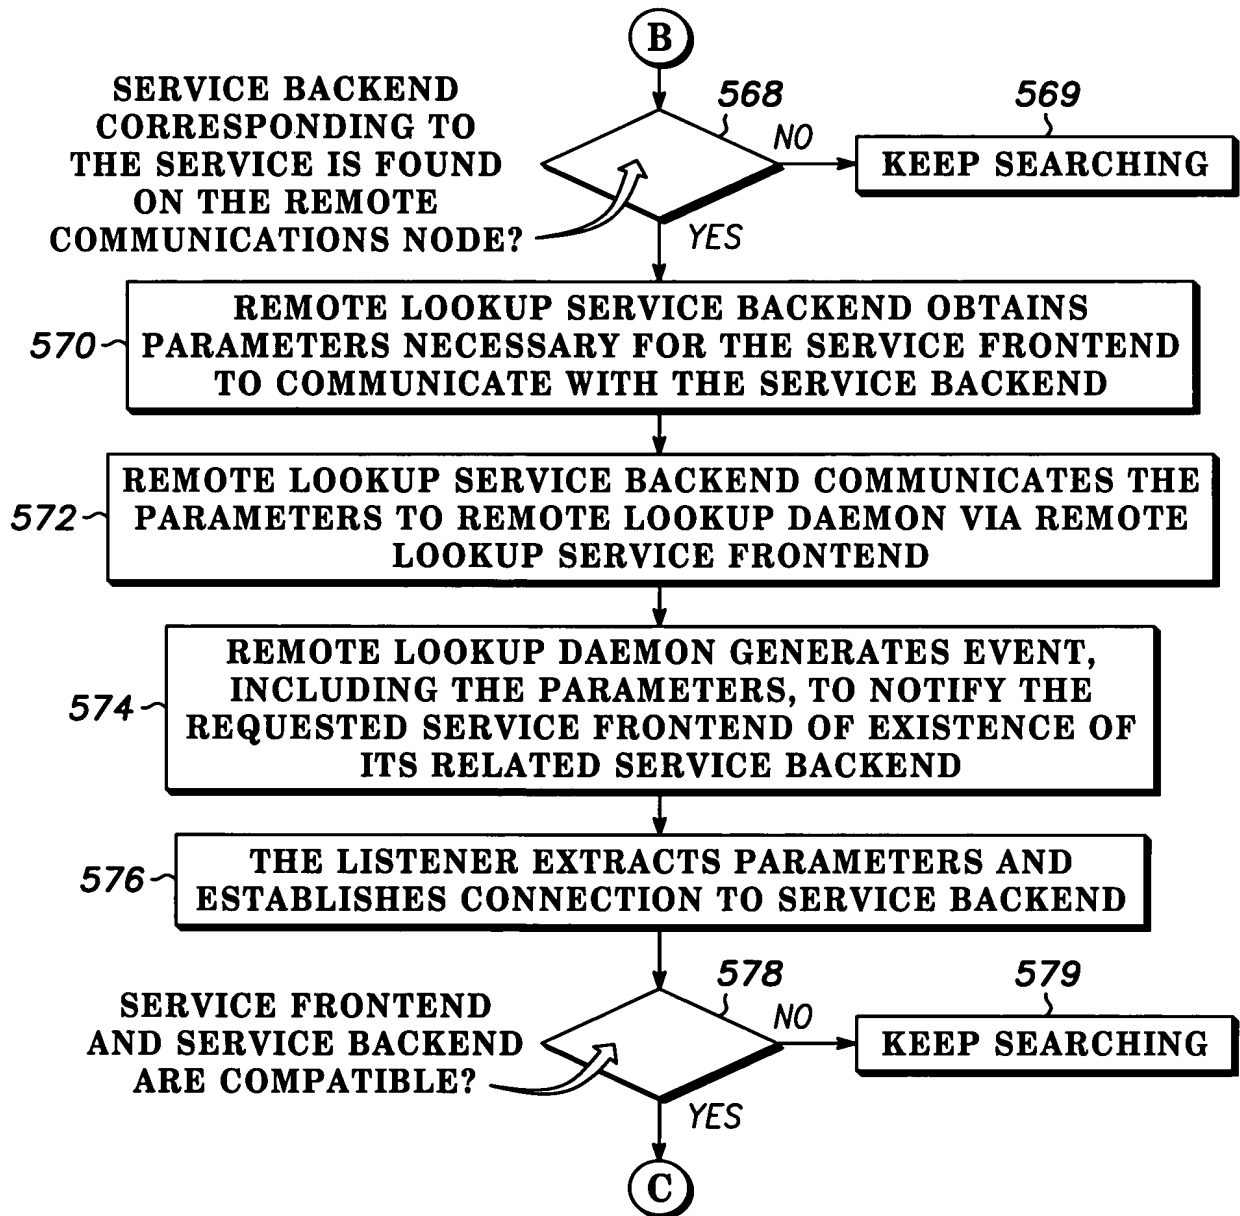 B
SERVICE BACKEND
CORRESPONDING TO
THE SERVICE IS FOUND
ON THE REMOTE
COMMUNICATIONS NODE?
568
NO
YES
569
KEEP SEARCHING
570
REMOTE LOOKUP SERVICE BACKEND OBTAINS
PARAMETERS NECESSARY FOR THE SERVICE FRONTEND
TO COMMUNICATE WITH THE SERVICE BACKEND
572
REMOTE LOOKUP SERVICE BACKEND COMMUNICATES THE
PARAMETERS TO REMOTE LOOKUP DAEMON VIA REMOTE
LOOKUP SERVICE FRONTEND
574
REMOTE LOOKUP DAEMON GENERATES EVENT,
INCLUDING THE PARAMETERS, TO NOTIFY THE
REQUESTED SERVICE FRONTEND OF EXISTENCE OF
ITS RELATED SERVICE BACKEND
576
THE LISTENER EXTRACTS PARAMETERS AND
ESTABLISHES CONNECTION TO SERVICE BACKEND
SERVICE FRONTEND
AND SERVICE BACKEND
ARE COMPATIBLE?
578
NO
YES
579
KEEP SEARCHING
C